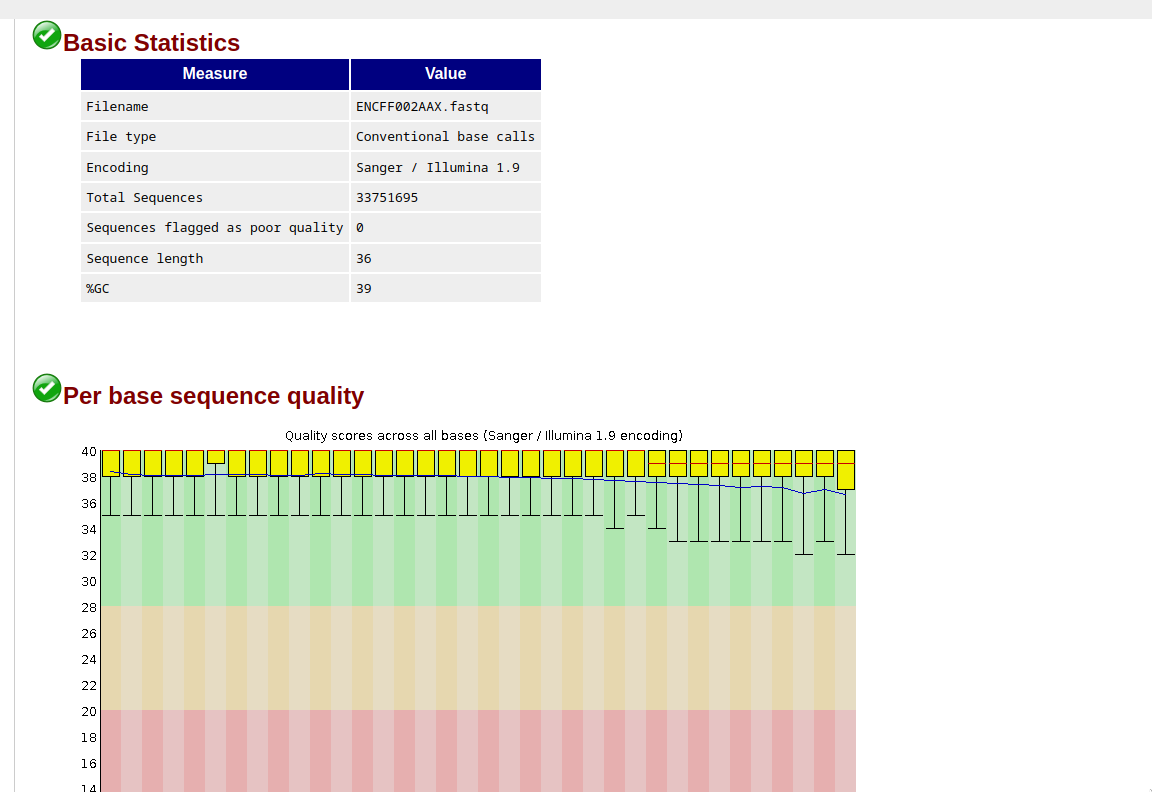 Basic Statistics
Measure Value
Filename ENCFF002AAX.fastq
File type Conventional base calls
Encoding Sanger / Illumina 1.9
Total Sequences 33751695
Sequences flagged as poor quality 0
Sequence length 36
%GC 39
Per base sequence quality
Quality scores across all bases (Sanger / Illumina 1.9 encoding)
40
38
36
34
32
30
28
26
24
22
20
18
16
14